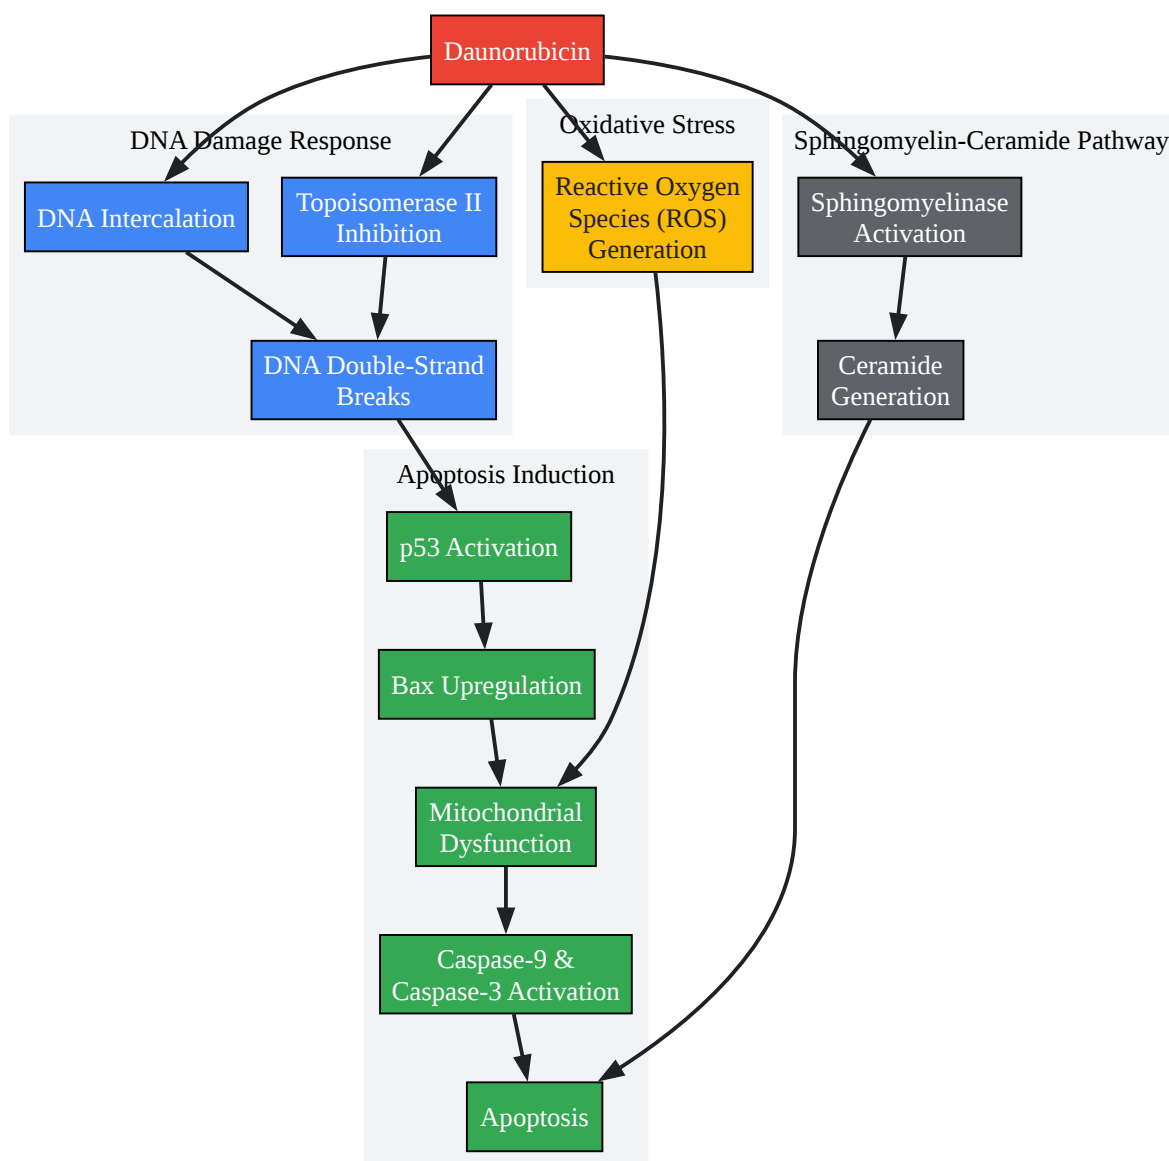 Daunorubicin
DNA Damage Response
Oxidative Stress
Sphingomyelin-Ceramide Pathway
DNA Intercalation
Topoisomerase II
Inhibition
Reactive Oxygen
Species (ROS)
Generation
Sphingomyelinase
Activation
DNA Double-Strand
Breaks
Ceramide
Generation
Apoptosis Induction
p53 Activation
Bax Upregulation
Mitochondrial
Dysfunction
Caspase-9 &
Caspase-3 Activation
Apoptosis